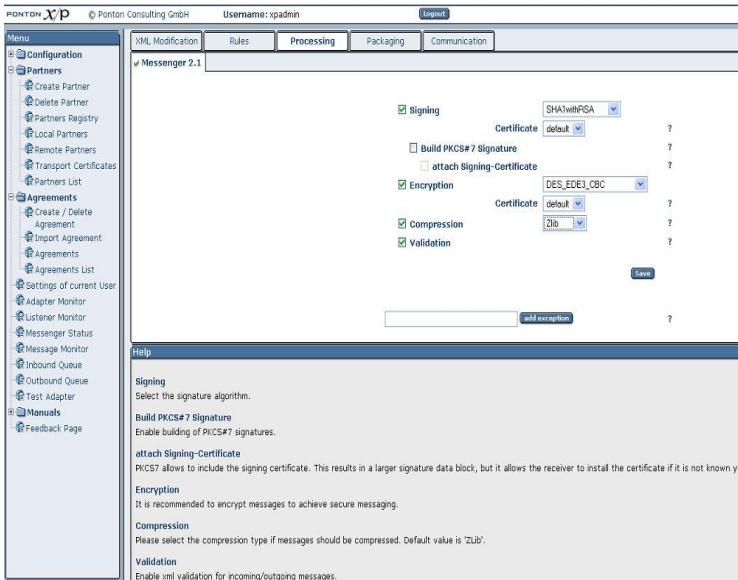 PONTON X/P © Ponton Consulting GmbH Username: xpadmin Logout
Menu
Configuration
Partners
Create Partner
Delete Partner
Partners Registry
Local Partners
Remote Partners
Transport Certificates
Partners List
Agreements
Create / Delete
Agreement
Import Agreement
Agreements
Agreements List
Settings of current User
Adapter Monitor
Listener Monitor
Messenger Status
Message Monitor
Inbound Queue
Outbound Queue
Test Adapter
Manuals
Feedback Page
XML Modification Rules Processing Packaging Communication
Messenger 2.1
Signing SHA1withRSA
Certificate default ?
Build PKCS#7 Signature ?
attach Signing-Certificate ?
Encryption DES_EDE3_CBC
Certificate default ?
Compression Zlib ?
Validation ?
Save
add exception ?
Help
Signing
Select the signature algorithm.
Build PKCS#7 Signature
Enable building of PKCS#7 signatures.
attach Signing-Certificate
PKCS7 allows to include the signing certificate. This results in a larger signature data block, but it allows the receiver to install the certificate if it is not known y
Encryption
It is recommended to encrypt messages to achieve secure messaging.
Compression
Please select the compression type if messages should be compressed. Default value is 'ZLib'.
Validation
Enable xml validation for incoming/outgoing messages.